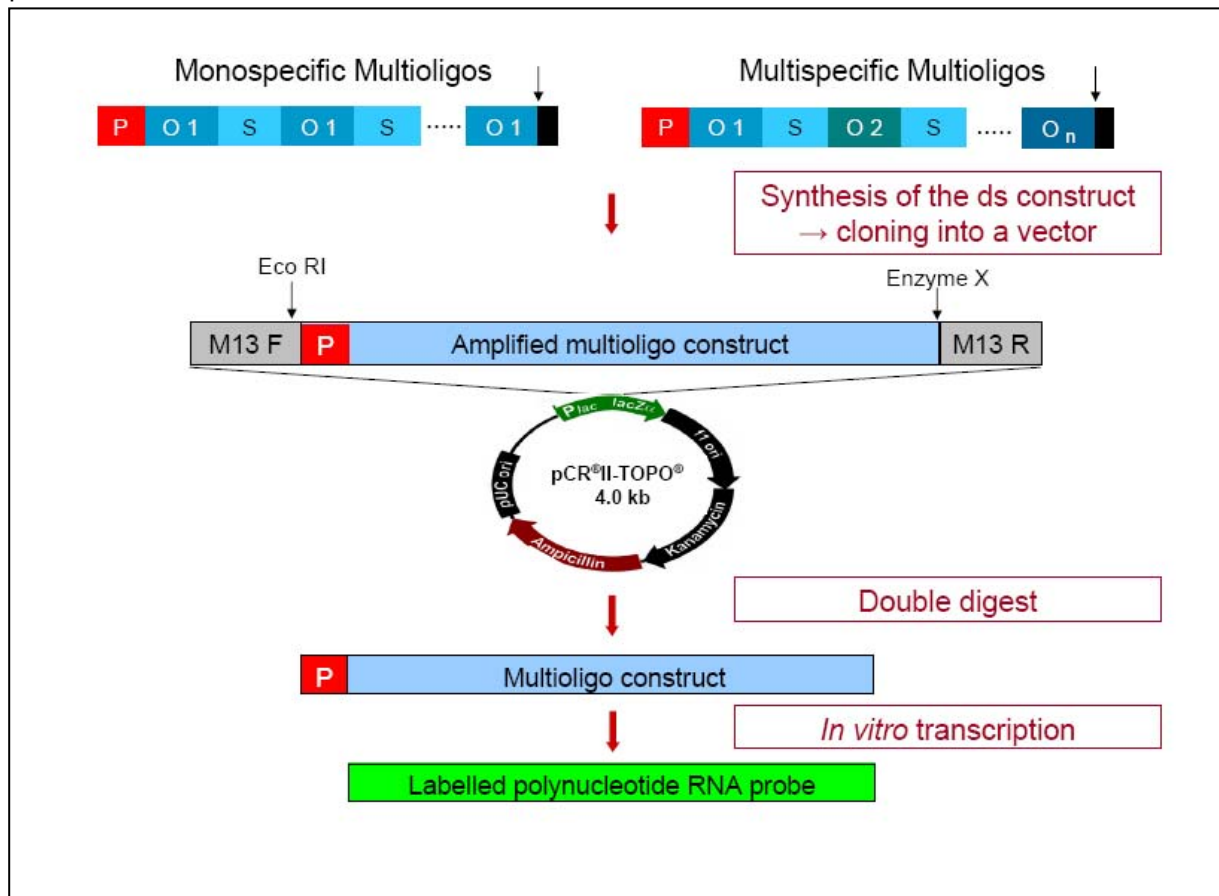 Monospecific Multioligos
Multispecific Multioligos
P O 1 S O 1 S ..... O 1
P O 1 S O 2 S ..... O n
Synthesis of the ds construct
→ cloning into a vector
Eco RI
Enzyme X
M13 F P Amplified multioligo construct M13 R
P lac lacZα
f1 ori
pUC ori
pCR®II-TOPO®
4.0 kb
Kanamycin
Ampicillin
Double digest
P Multioligo construct
In vitro transcription
Labelled polynucleotide RNA probe